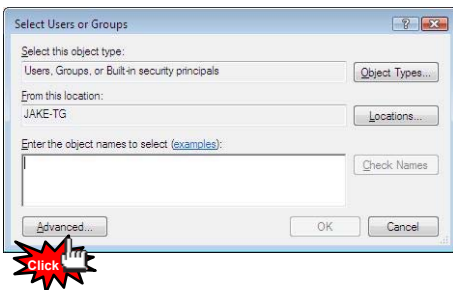 Select Users or Groups
Select this object type:
Users, Groups, or Built-in security principals
Object Types...
From this location:
JAKE-TG
Locations...
Enter the object names to select (examples):
Check Names
Advanced...
OK
Cancel
Click